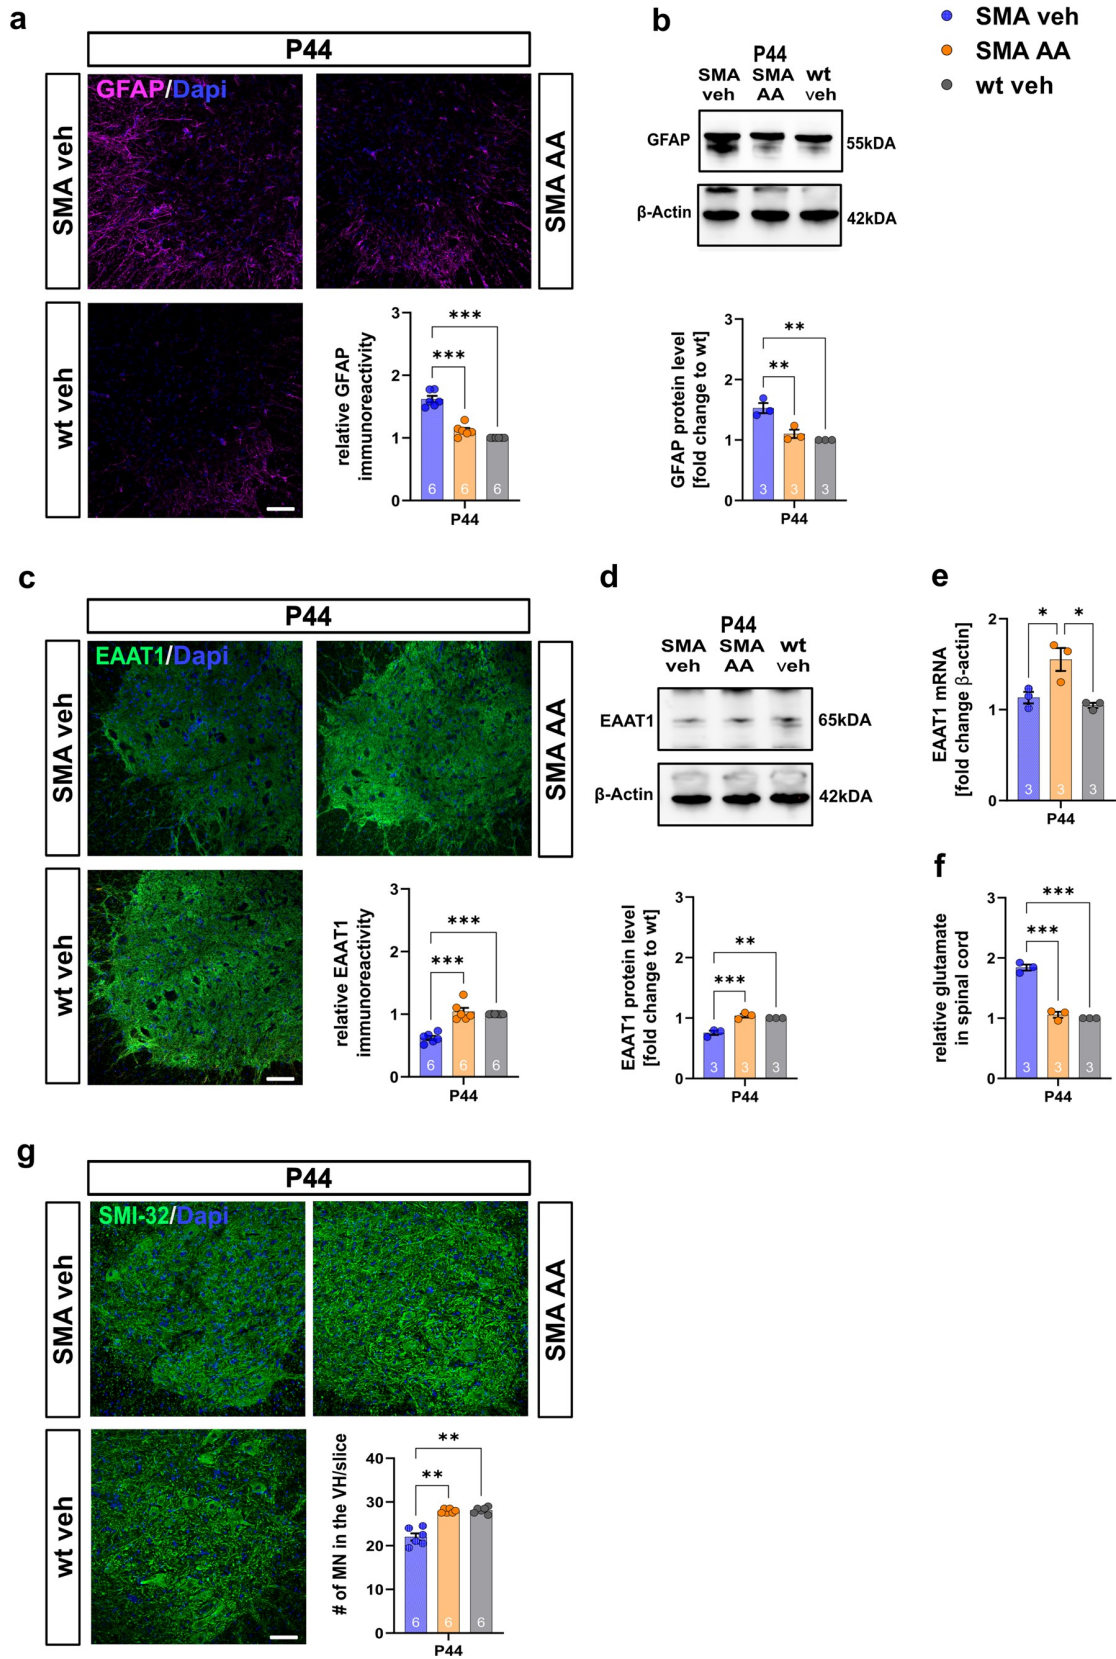 a
P44
SMA veh
GFAP/Dapi
SMA AA
wt veh
relative GFAP
immunoreactivity
3
2
1
0
***
***
6
6
6
P44
b
P44
SMA
veh
SMA
AA
wt
veh
GFAP
55kDA
β-Actin
42kDA
GFAP protein level
[fold change to wt]
3
2
1
0
**
**
3
3
3
P44
SMA veh
SMA AA
wt veh
c
P44
SMA veh
EAAT1/Dapi
SMA AA
wt veh
relative EAAT1
immunoreactivity
3
2
1
0
***
***
6
6
6
P44
d
P44
SMA
veh
SMA
AA
wt
veh
EAAT1
65kDA
β-Actin
42kDA
EAAT1 protein level
[fold change to wt]
3
2
1
0
**
***
3
3
3
P44
e
EAAT1 mRNA
[fold change β-actin]
2
1
0
*
*
3
3
3
P44
f
relative glutamate
in spinal cord
3
2
1
0
***
***
3
3
3
P44
g
P44
SMA veh
SMI-32/Dapi
SMA AA
wt veh
# of MN in the VH/slice
40
30
20
10
0
**
**
6
6
6
P44